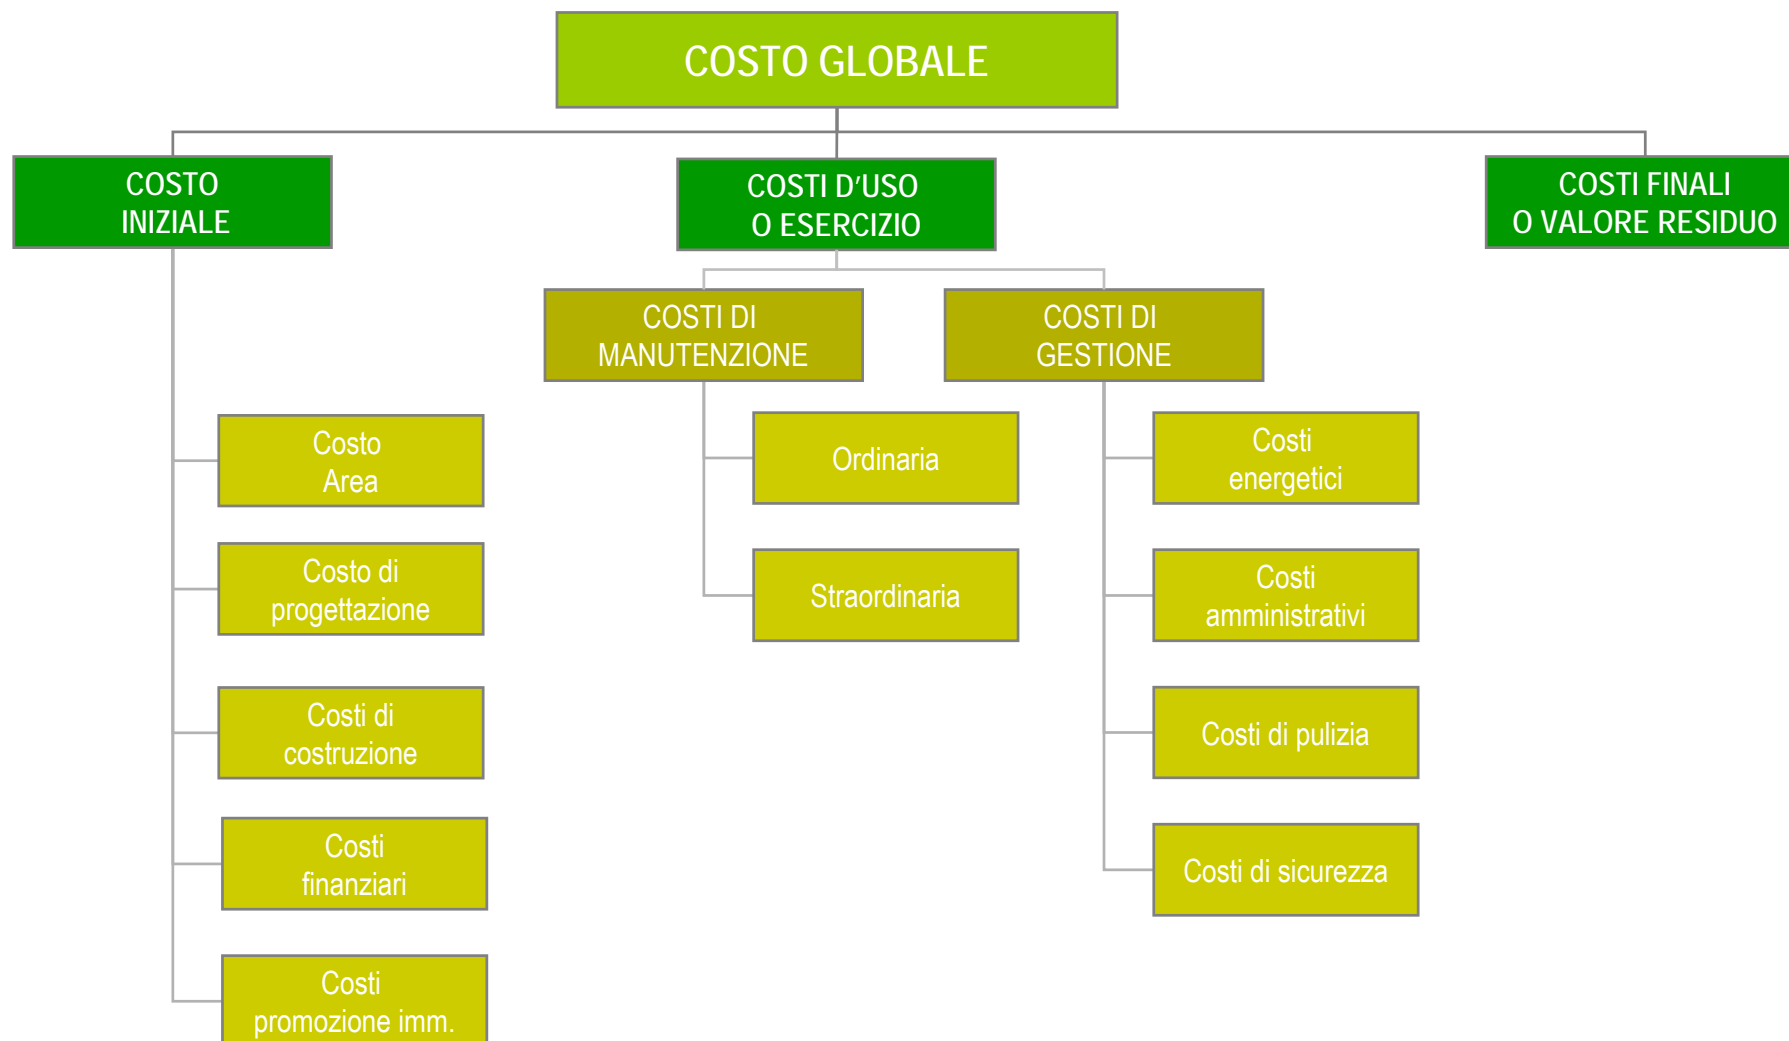 COSTO GLOBALE
COSTO
INIZIALE
COSTI D’USO
O ESERCIZIO
COSTI FINALI
O VALORE RESIDUO
COSTI DI
MANUTENZIONE
COSTI DI
GESTIONE
Costo
Area
Costo di
progettazione
Costi di
costruzione
Costi
finanziari
Costi
promozione imm.
Ordinaria
Straordinaria
Costi
energetici
Costi
amministrativi
Costi di pulizia
Costi di sicurezza